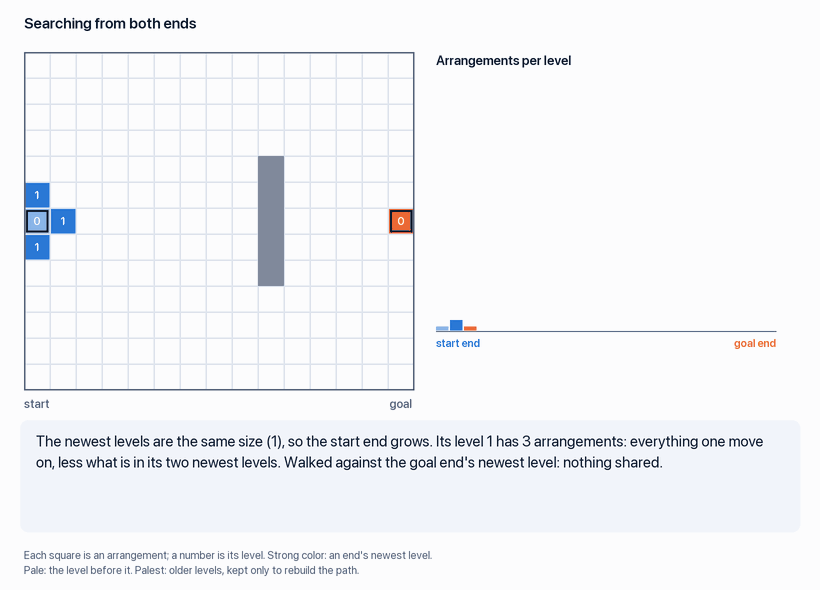 Searching from both ends
Arrangements per level
1
0 1 0
1
start end goal end
start goal
The newest levels are the same size (1), so the start end grows. Its level 1 has 3 arrangements: everything one move
on, less what is in its two newest levels. Walked against the goal end's newest level: nothing shared.
Each square is an arrangement; a number is its level. Strong color: an end's newest level.
Pale: the level before it. Palest: older levels, kept only to rebuild the path.